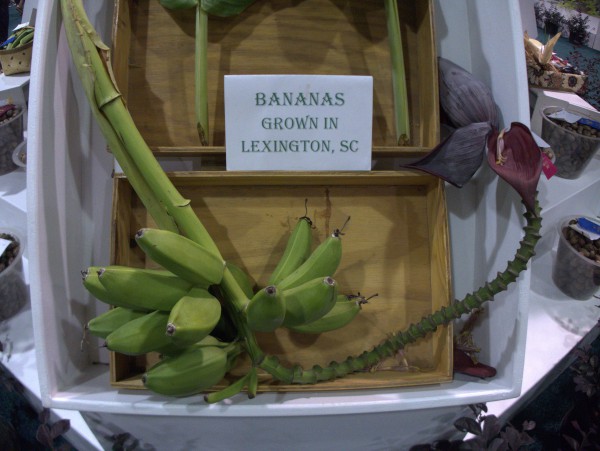 BANANAS
GROWN IN
LEXINGTON, SC